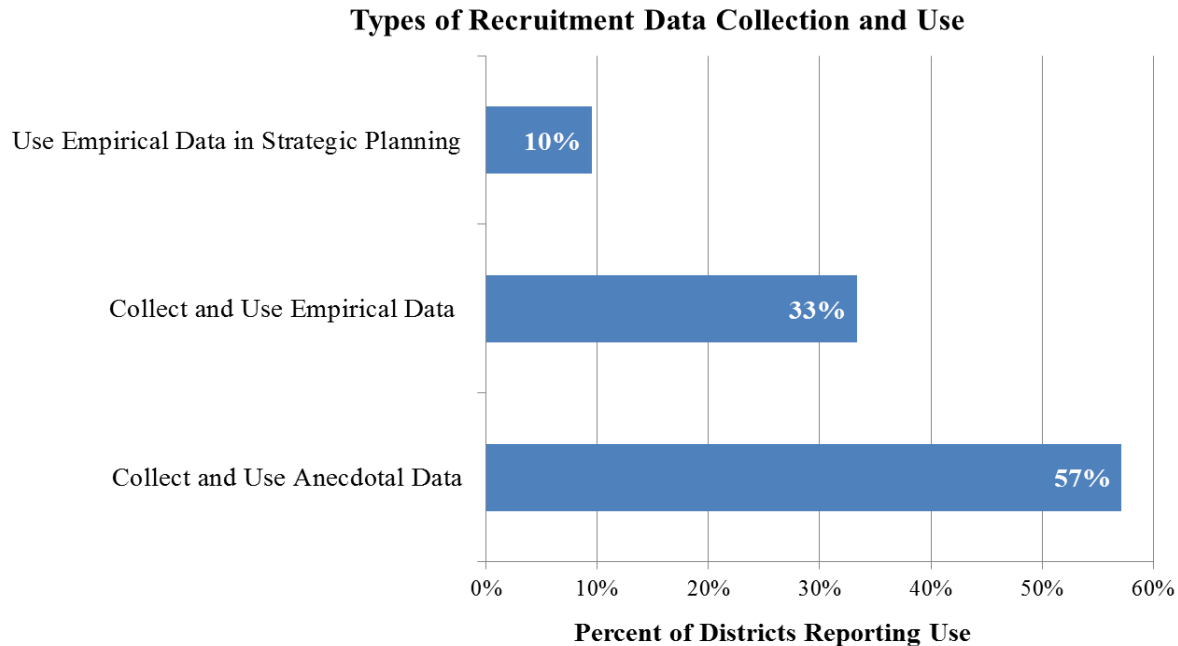 Types of Recruitment Data Collection and Use
Use Empirical Data in Strategic Planning
10%
Collect and Use Empirical Data
33%
Collect and Use Anecdotal Data
57%
0% 10% 20% 30% 40% 50% 60%
Percent of Districts Reporting Use